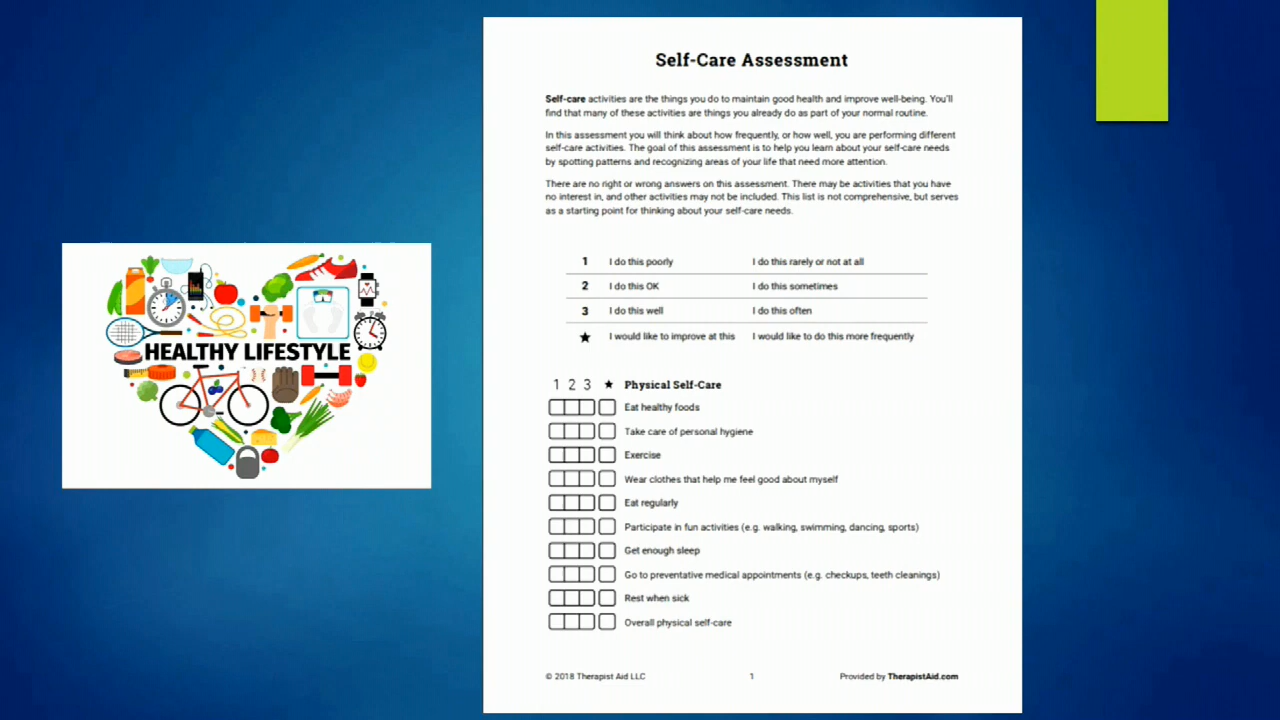 Self-Care Assessment
Self-care activities are the things you do to maintain good health and improve well-being. You'll
find that many of these activities are things you already do as part of your normal routine.
In this assessment you will think about how frequently, or how well, you are performing different
self-care activities. The goal of this assessment is to help you learn about your self-care needs
by spotting patterns and recognizing areas of your life that need more attention.
There are no right or wrong answers on this assessment. There may be activities that you have
no interest in, and other activities may not be included. This list is not comprehensive, but serves
as a starting point for thinking about your self-care needs.
1 I do this poorly I do this rarely or not at all
2 I do this OK I do this sometimes
3 I do this well I do this often
★ I would like to improve at this I would like to do this more frequently
HEALTHY LIFESTYLE
1 2 3 ★ Physical Self-Care
Eat healthy foods
Take care of personal hygiene
Exercise
Wear clothes that help me feel good about myself
Eat regularly
Participate in fun activities (e.g. walking, swimming, dancing, sports)
Get enough sleep
Go to preventative medical appointments (e.g. checkups, teeth cleanings)
Rest when sick
Overall physical self-care
© 2018 Therapist Aid LLC 1 Provided by TherapistAid.com